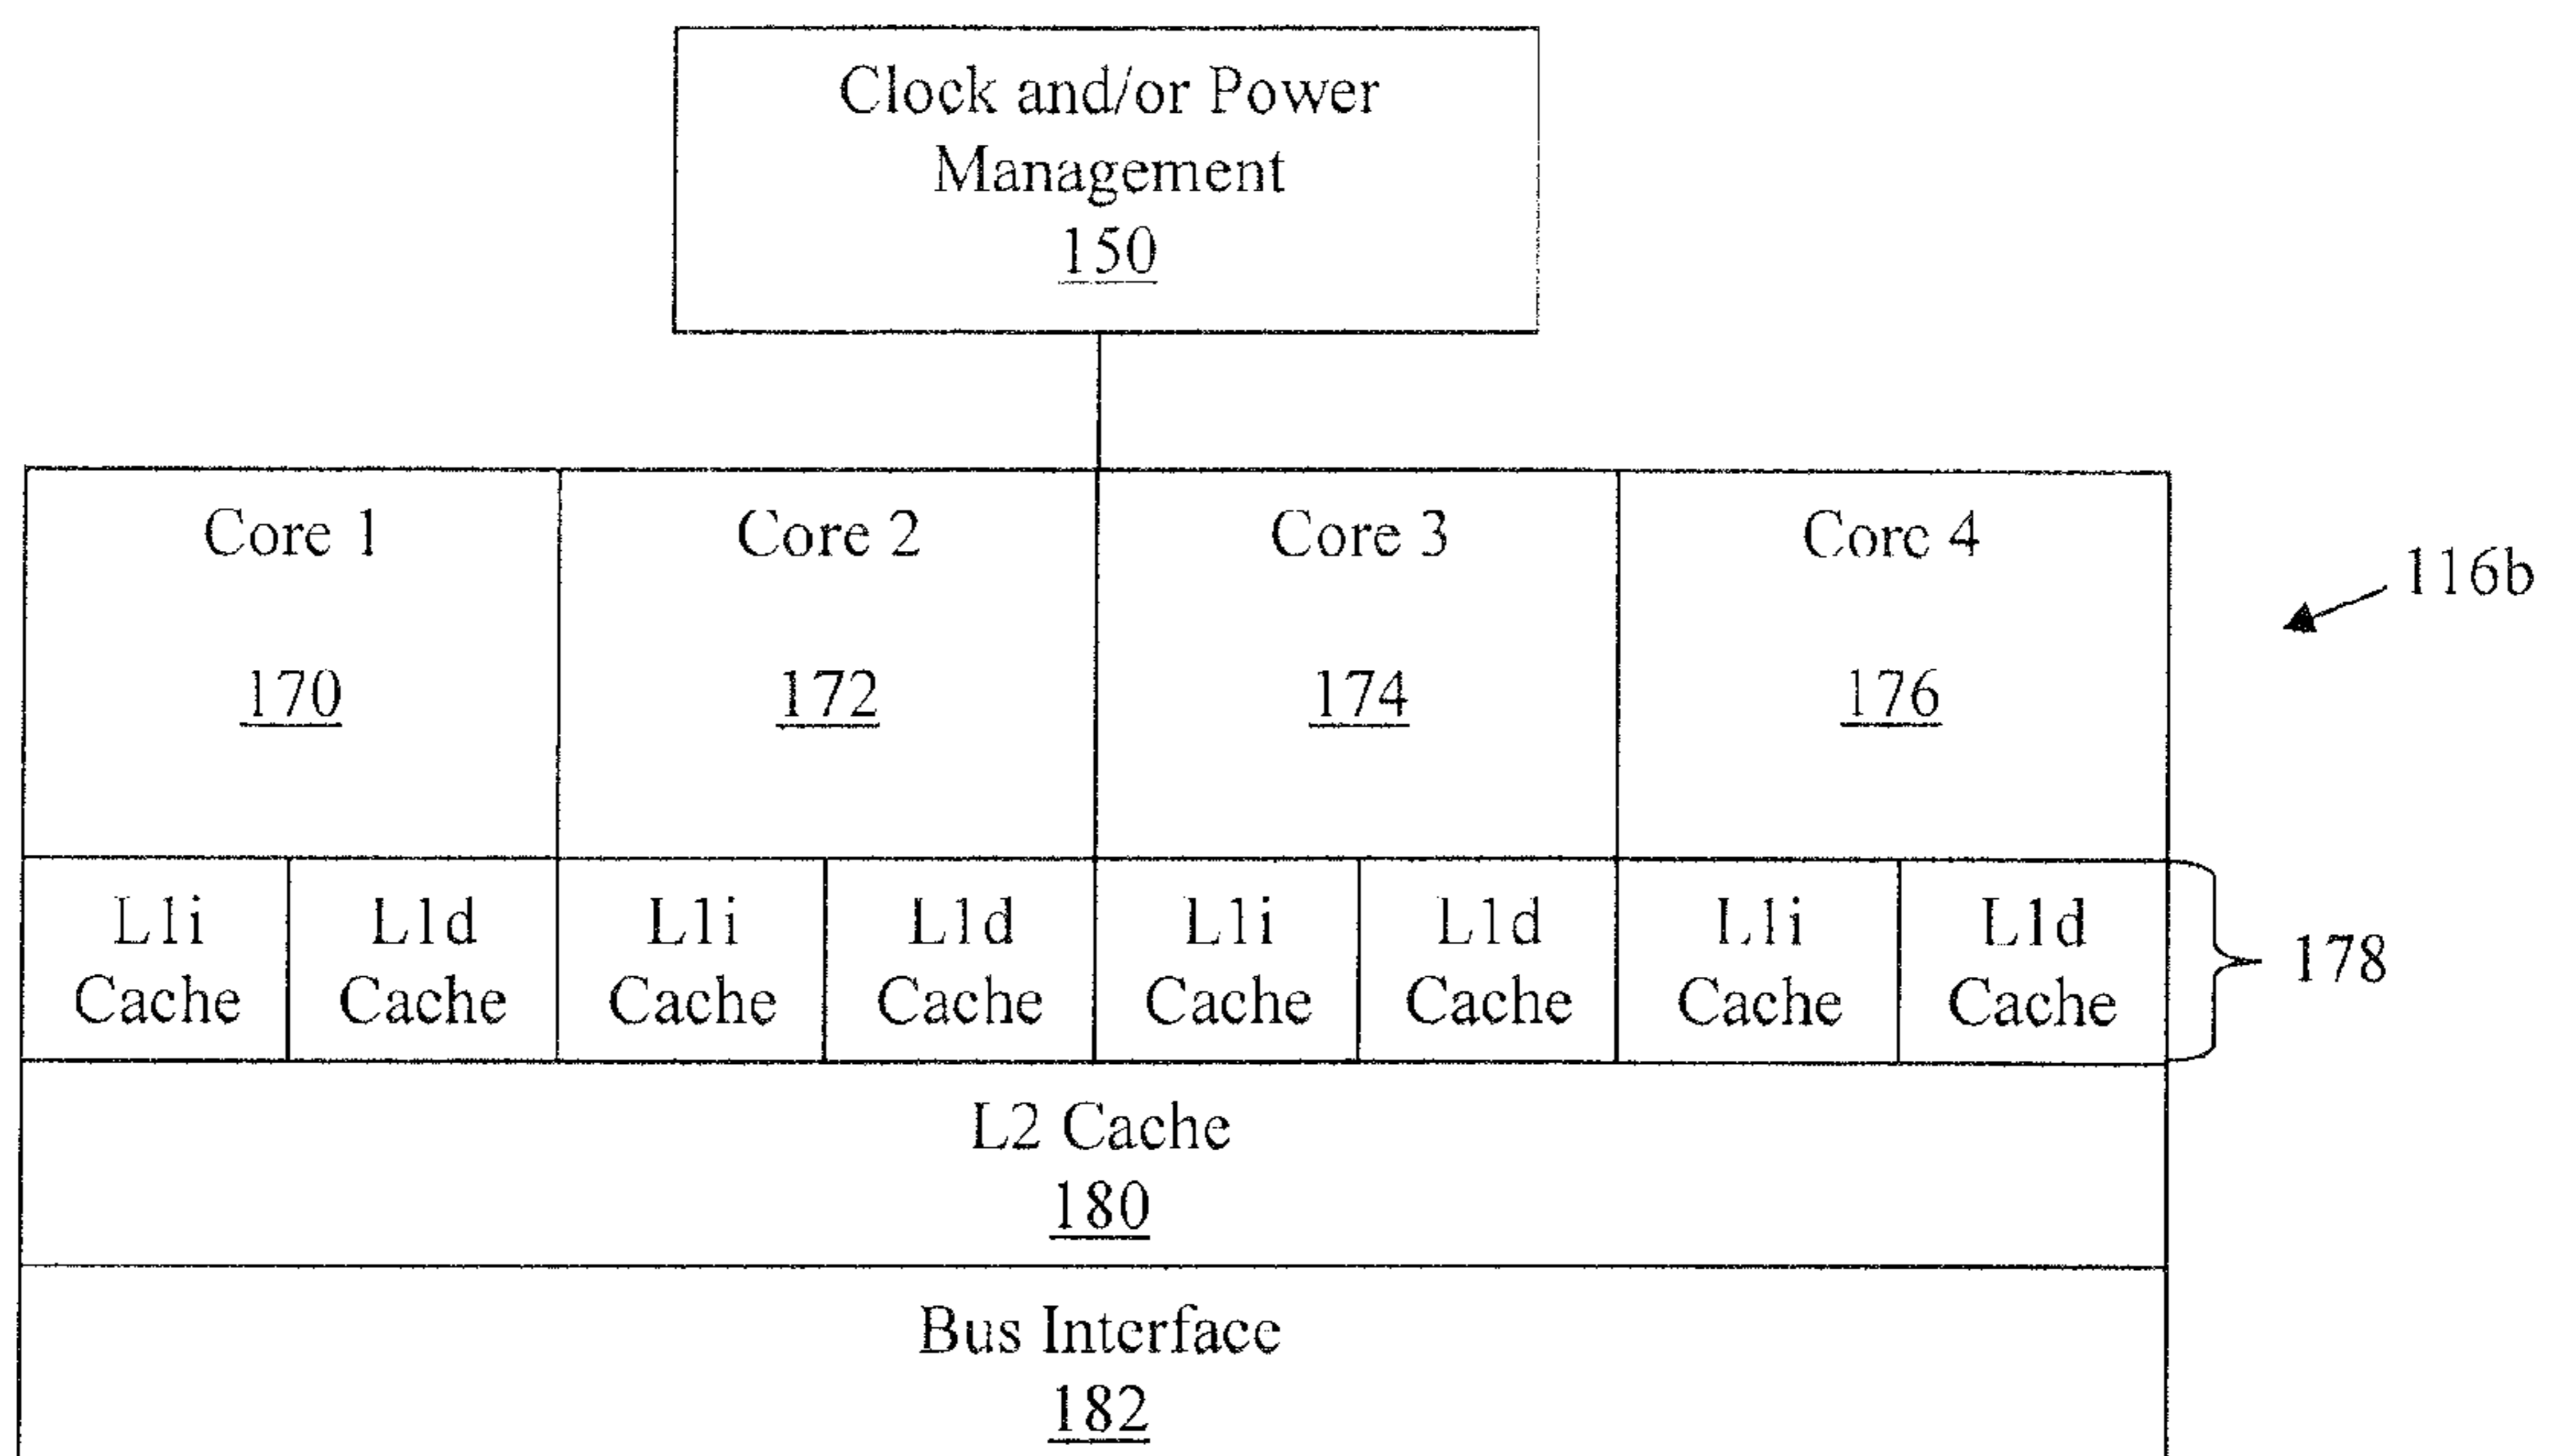 Clock and/or Power
Management
150
Core 1
Core 2
Core 3
Core 4
116b
170
172
174
176
L1i
Cache
L1d
Cache
L1i
Cache
L1d
Cache
L1i
Cache
L1d
Cache
L1i
Cache
L1d
Cache
178
L2 Cache
180
Bus Interface
182